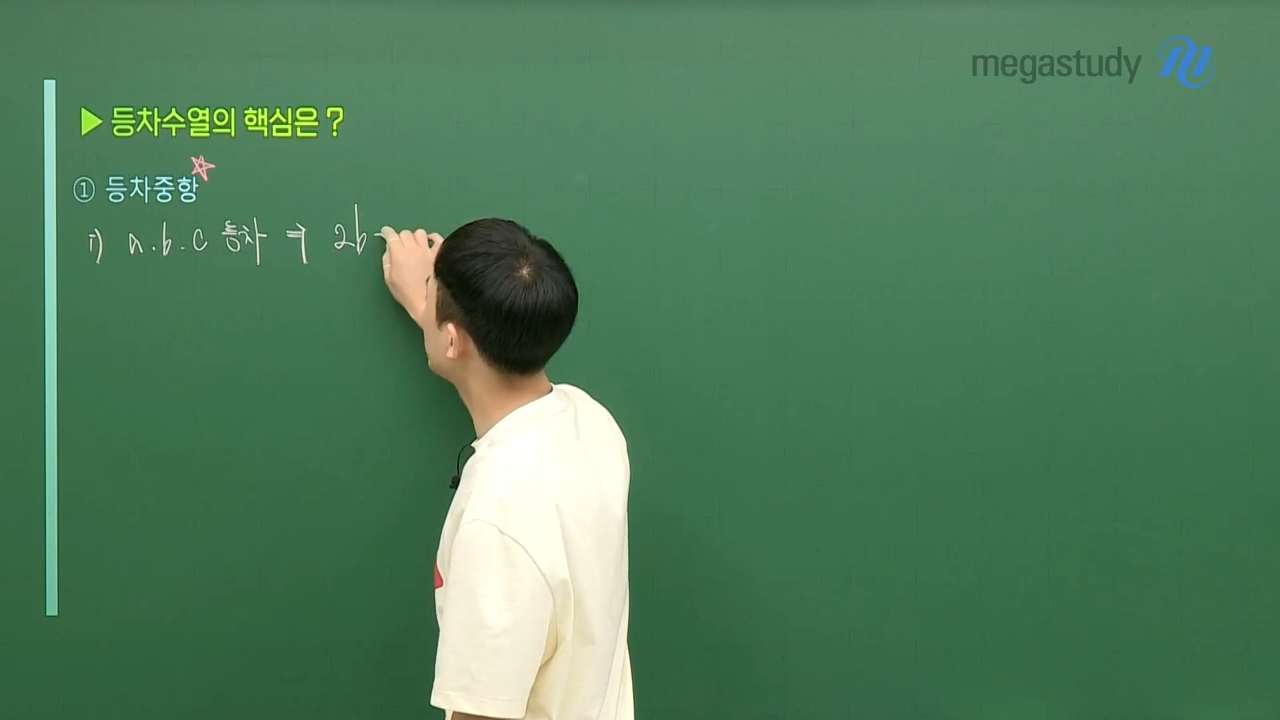 megastudy
▶ 등차수열의 핵심은?
① 등차중항
i) a. b. c 등차 ⇒ 2b